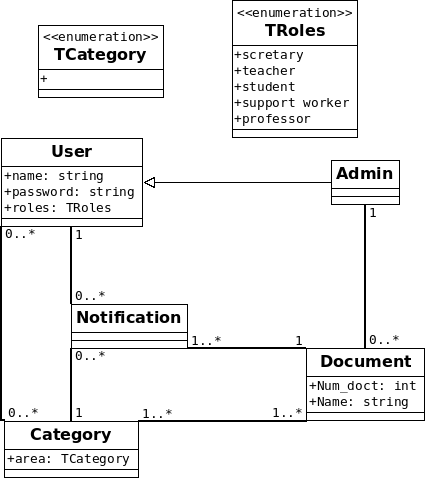 <<enumeration>>
TCategory
+
<<enumeration>>
TRoles
+scretary
+teacher
+student
+support worker
+professor
User
+name: string
+password: string
+roles: TRoles
Admin
0..*
1
1
0..*
Notification
0..*
1..*
1
0..*
Document
+Num_doct: int
+Name: string
0..*
1
1..*
1..*
Category
+area: TCategory